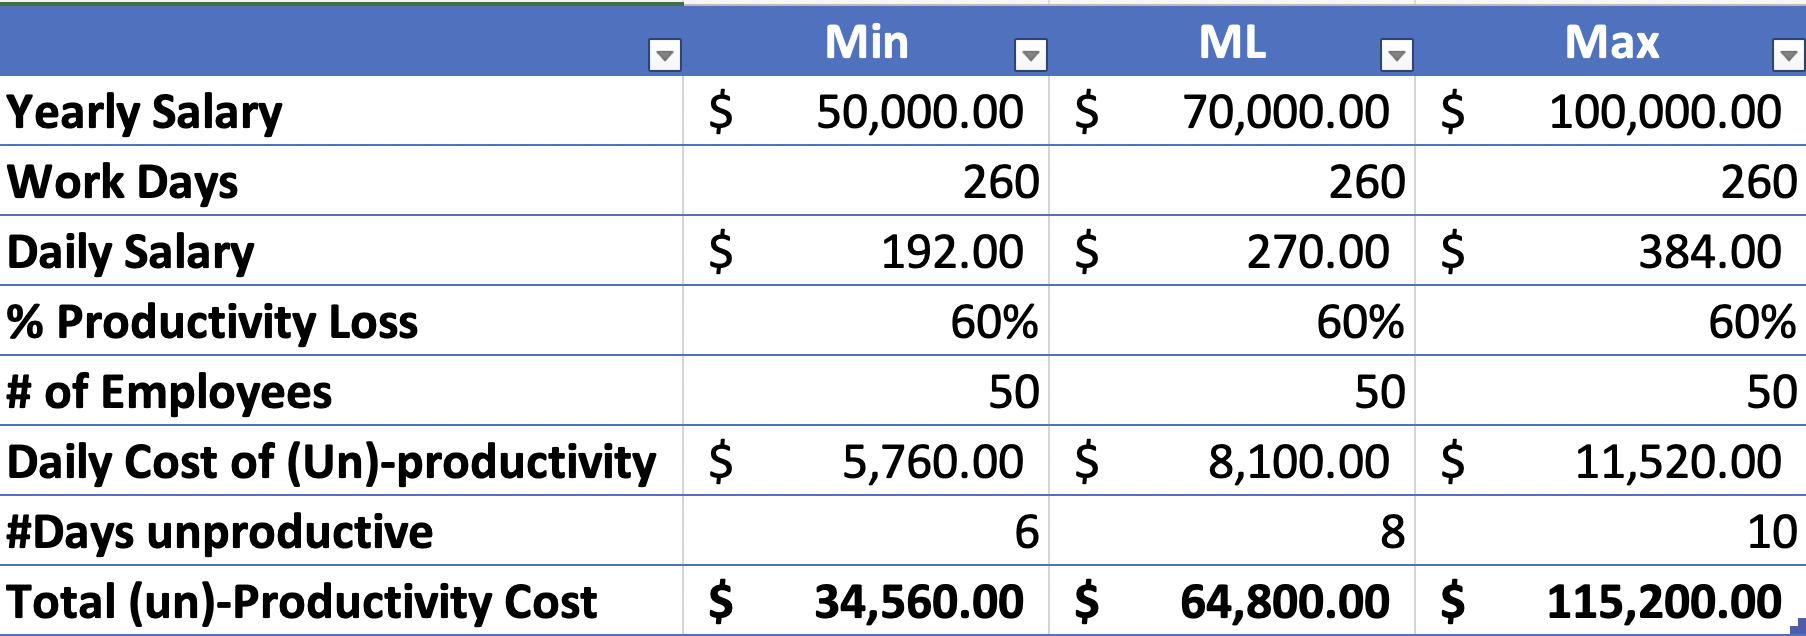 Min ML Max
Yearly Salary $ 50,000.00 $ 70,000.00 $ 100,000.00
Work Days 260 260 260
Daily Salary $ 192.00 $ 270.00 $ 384.00
% Productivity Loss 60% 60% 60%
# of Employees 50 50 50
Daily Cost of (Un)-productivity $ 5,760.00 $ 8,100.00 $ 11,520.00
#Days unproductive 6 8 10
Total (un)-Productivity Cost $ 34,560.00 $ 64,800.00 $ 115,200.00